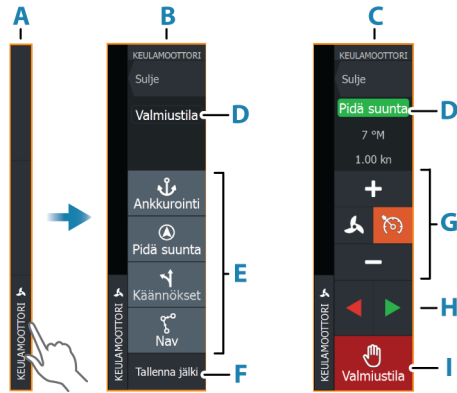 A
B
C
KEULAMOOTTORI
Sulje
Valmiustila
D
Ankkurointi
Pidä suunta
Käännökset
Nav
E
Tallenna jälki
F
KEULAMOOTTORI
KEULAMOOTTORI
KEULAMOOTTORI
Sulje
Pidä suunta
D
7 °M
1.00 kn
+
−
G
H
Valmiustila
I
KEULAMOOTTORI